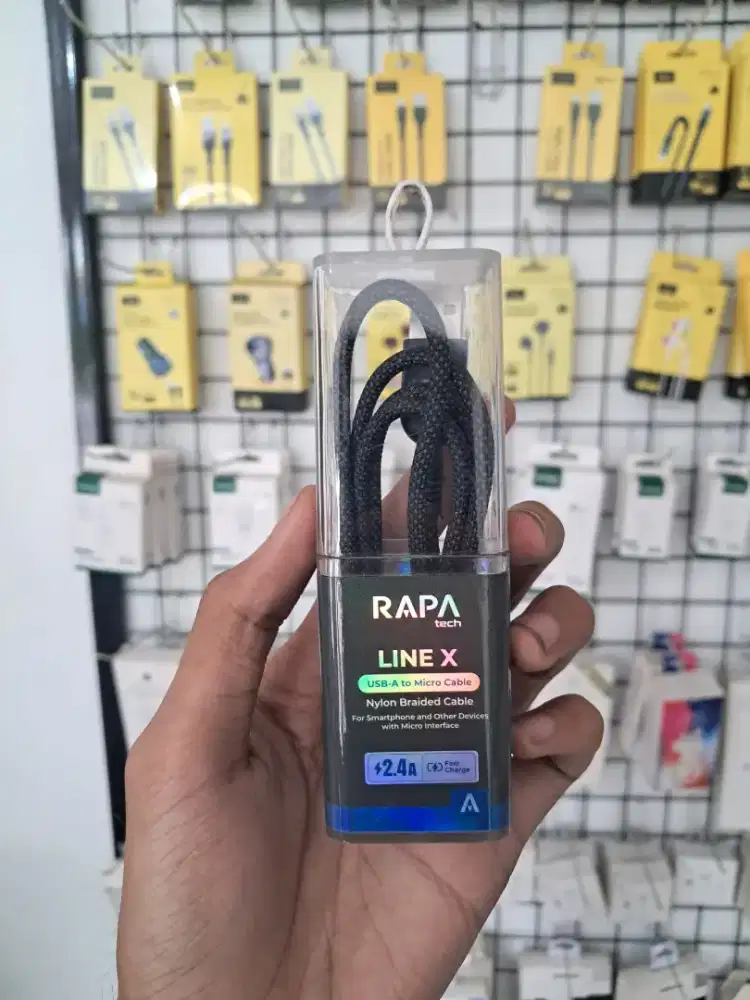 RAPA
tech
LINE X
USB-A to Micro Cable
Nylon Braided Cable
For Smartphone and Other Devices
with Micro Interface
2.4A
Fast
Charge